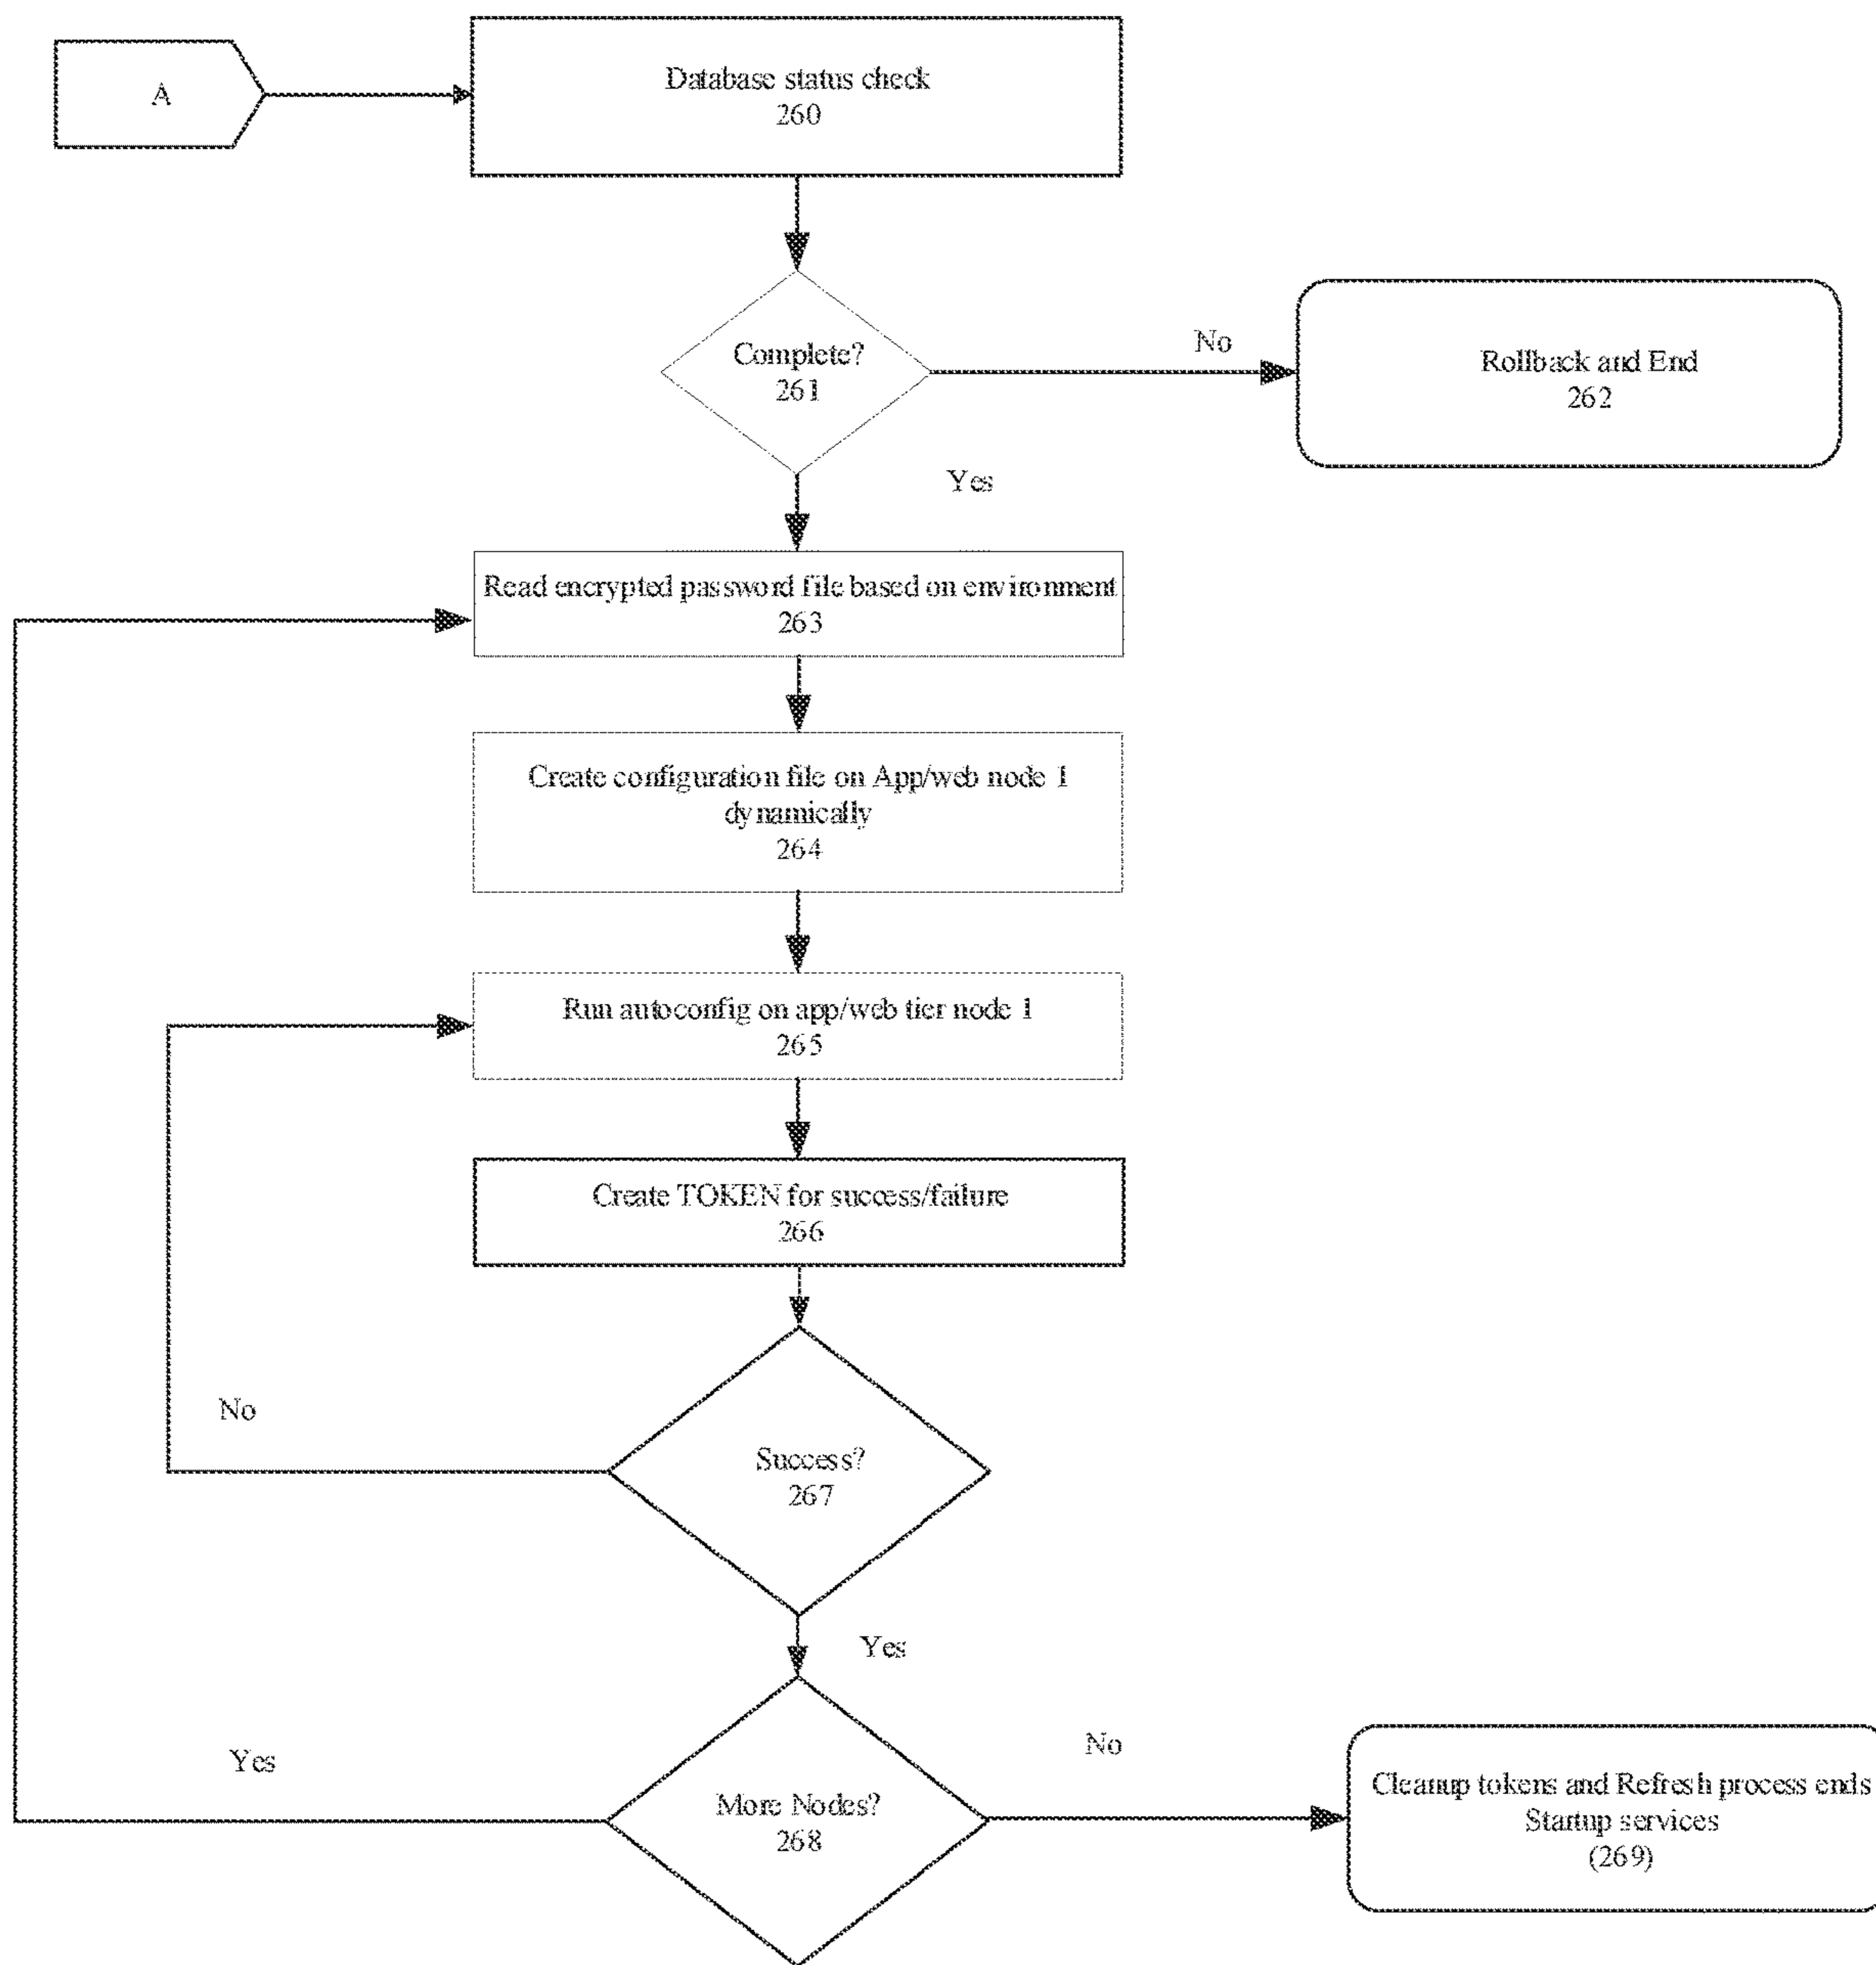 A
Database status check
260
Complete?
261
No
Rollback and End
262
Yes
Read encrypted password file based on environment
263
Create configuration file on App/web node 1
dynamically
264
Run autoconfig on app/web tier node 1
265
Create TOKEN for success/failure
266
No
Success?
267
Yes
Yes
More Nodes?
268
No
Cleanup tokens and Refresh process ends
Startup services
(269)